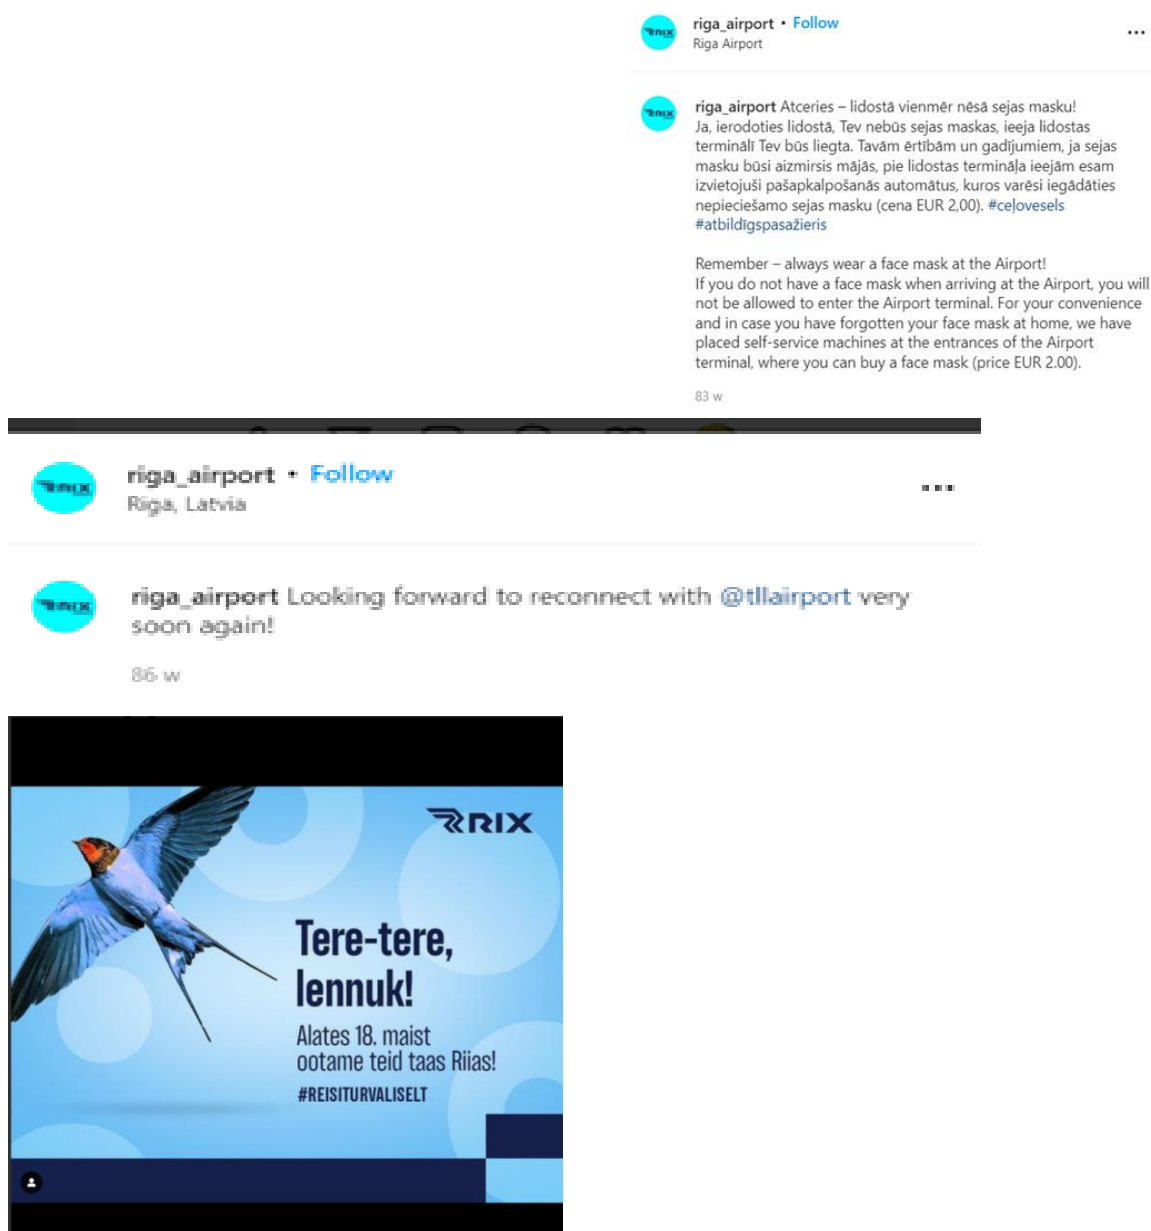 riga_airport • Follow
Riga Airport
riga_airport Atceries – lidostā vienmēr nēsā sejas masku!
Ja, ierodoties lidostā, Tev nebūs sejas maskas, ieeja lidostas
terminālī Tev būs liegta. Tavām ērtībām un gadījumiem, ja sejas
masku būsi aizmirsis mājās, pie lidostas termināļa ieejām esam
izvietojuši pašapkalpošanās automātus, kuros varēsi iegādāties
nepieciešamo sejas masku (cena EUR 2,00). #ceļovesels
#atbildīgspasažieris
Remember – always wear a face mask at the Airport!
If you do not have a face mask when arriving at the Airport, you will
not be allowed to enter the Airport terminal. For your convenience
and in case you have forgotten your face mask at home, we have
placed self-service machines at the entrances of the Airport
terminal, where you can buy a face mask (price EUR 2.00).
83 w
riga_airport • Follow
Riga, Latvia
riga_airport Looking forward to reconnect with @tllairport very
soon again!
86 w
RIX
Tere-tere,
lennuk!
Alates 18. maist
ootame teid taas Riias!
#REISITURVALISELT